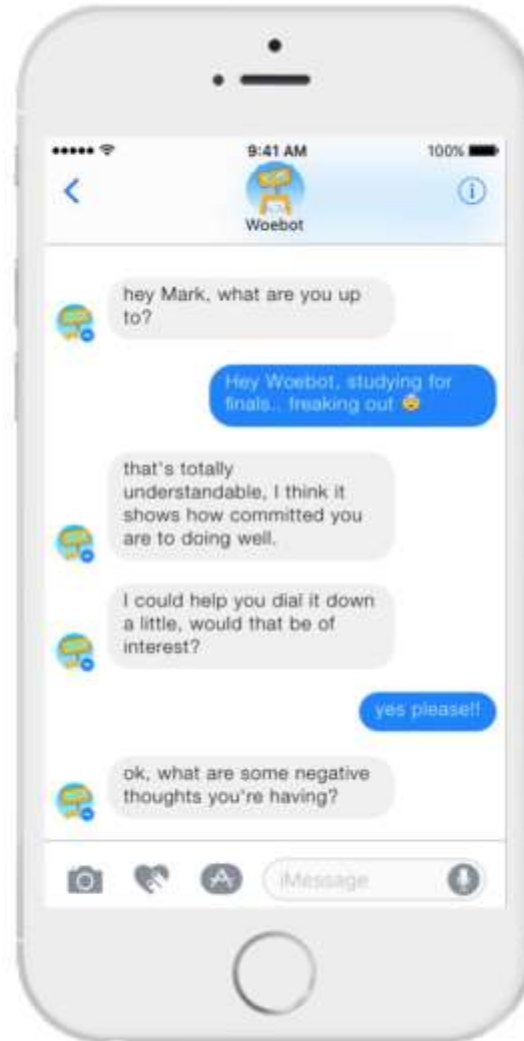 9:41 AM
100%
Woebot
hey Mark, what are you up
to?
Hey Woebot, studying for
finals.. freaking out 🤯
that's totally
understandable, I think it
shows how committed you
are to doing well.
I could help you dial it down
a little, would that be of
interest?
yes please!!
ok, what are some negative
thoughts you're having?
iMessage